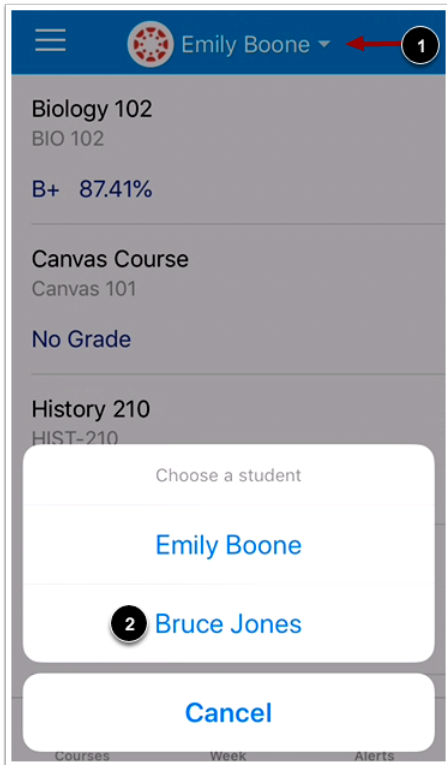 Emily Boone
1
Biology 102
BIO 102
B+ 87.41%
Canvas Course
Canvas 101
No Grade
History 210
HIST-210
Choose a student
Emily Boone
2 Bruce Jones
Cancel
Courses Week Alerts